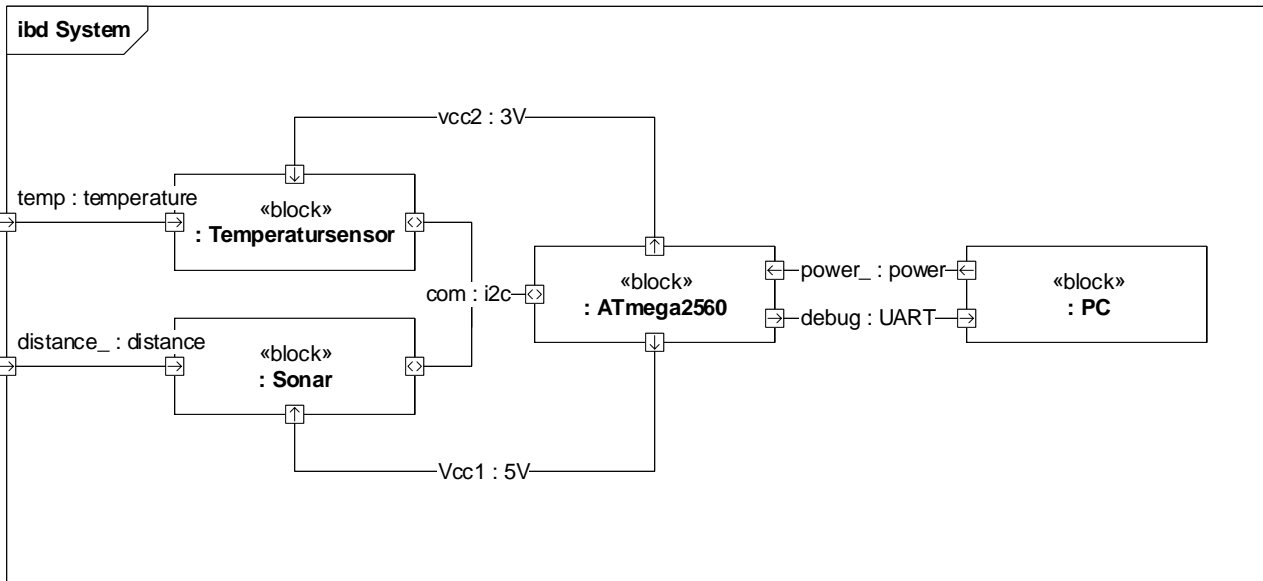 ibd System
vcc2 : 3V
temp : temperature
«block»
: Temperatursensor
com : i2c
«block»
: ATmega2560
power_ : power
debug : UART
«block»
: PC
distance_ : distance
«block»
: Sonar
Vcc1 : 5V